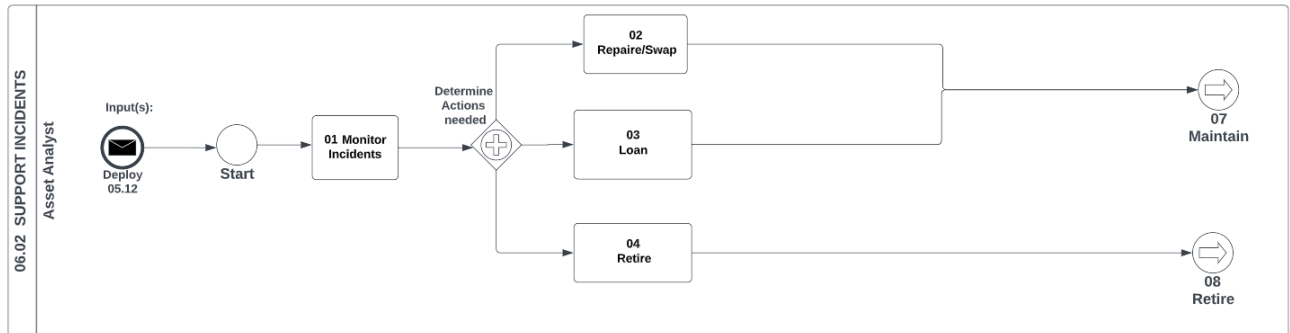 06.02 SUPPORT INCIDENTS
Asset Analyst
Input(s):
Deploy
05.12
Start
01 Monitor
Incidents
Determine
Actions
needed
02
Repaire/Swap
03
Loan
04
Retire
07
Maintain
08
Retire